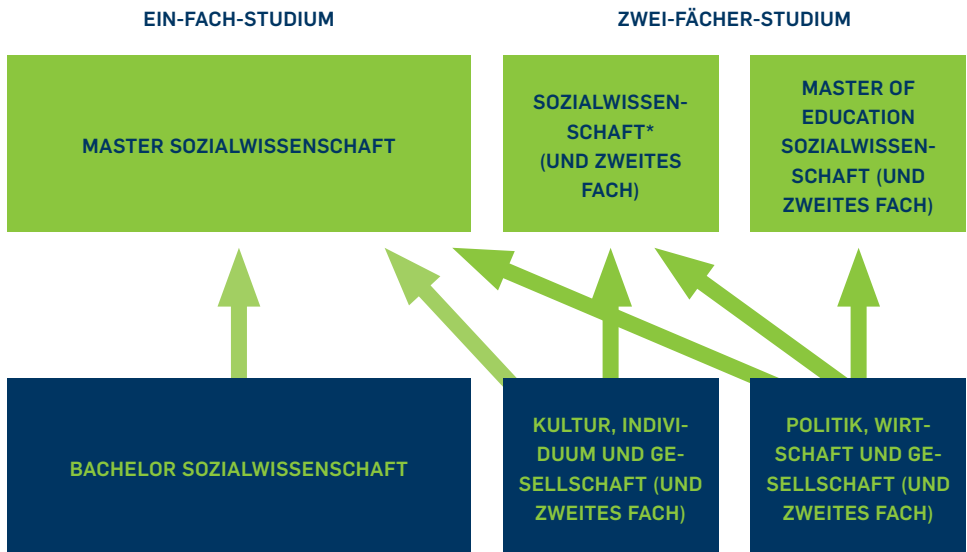 EIN-FACH-STUDIUM
ZWEI-FÄCHER-STUDIUM
MASTER SOZIALWISSENSCHAFT
SOZIALWISSEN-
SCHAFT*
(UND ZWEITES
FACH)
MASTER OF
EDUCATION
SOZIALWISSEN-
SCHAFT (UND
ZWEITES FACH)
BACHELOR SOZIALWISSENSCHAFT
KULTUR, INDIVI-
DUUM UND GE-
SELLSCHAFT (UND
ZWEITES FACH)
POLITIK, WIRT-
SCHAFT UND GE-
SELLSCHAFT (UND
ZWEITES FACH)